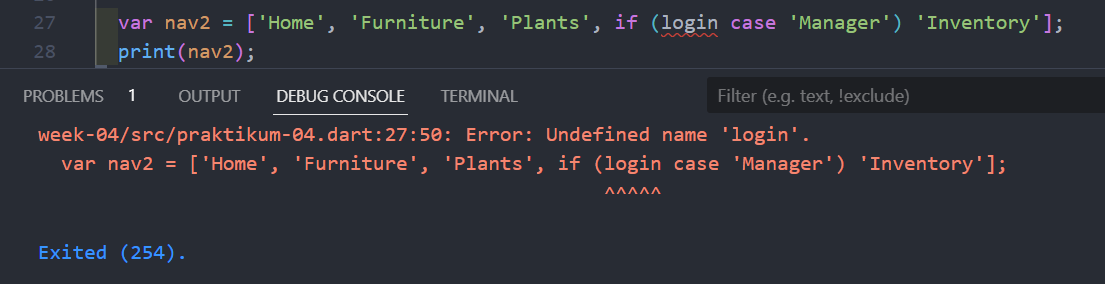 27 var nav2 = ['Home', 'Furniture', 'Plants', if (login case 'Manager') 'Inventory'];
28 print(nav2);
PROBLEMS 1 OUTPUT DEBUG CONSOLE TERMINAL Filter (e.g. text, !exclude)
week-04/src/praktikum-04.dart:27:50: Error: Undefined name 'login'.
var nav2 = ['Home', 'Furniture', 'Plants', if (login case 'Manager') 'Inventory'];
^^^^^
Exited (254).